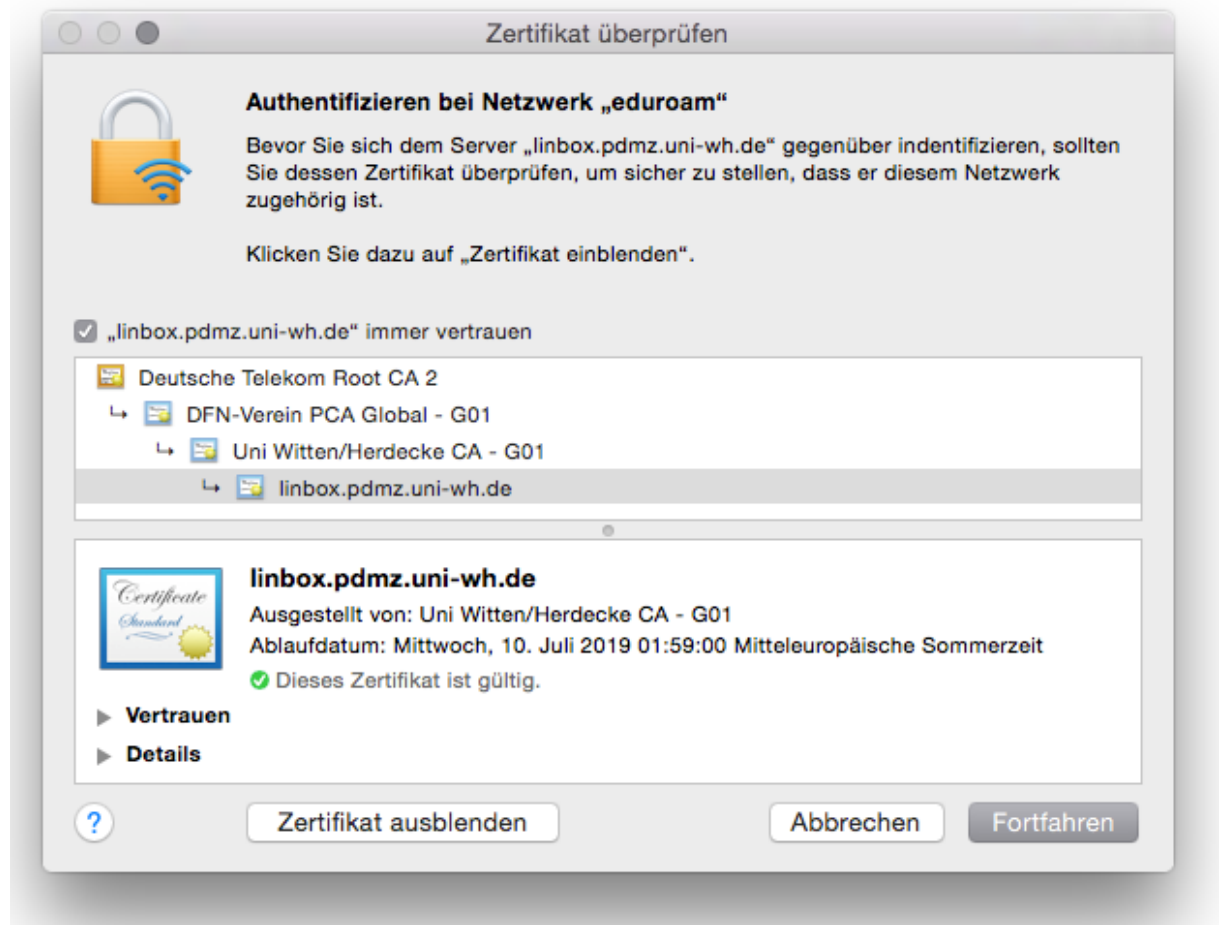 Zertifikat überprüfen
Authentifizieren bei Netzwerk „eduroam“
Bevor Sie sich dem Server „linbox.pdmz.uni-wh.de“ gegenüber indentifizieren, sollten
Sie dessen Zertifikat überprüfen, um sicher zu stellen, dass er diesem Netzwerk
zugehörig ist.
Klicken Sie dazu auf „Zertifikat einblenden“.
„linbox.pdmz.uni-wh.de“ immer vertrauen
Deutsche Telekom Root CA 2
DFN-Verein PCA Global - G01
Uni Witten/Herdecke CA - G01
linbox.pdmz.uni-wh.de
Certificate
Standard
linbox.pdmz.uni-wh.de
Ausgestellt von: Uni Witten/Herdecke CA - G01
Ablaufdatum: Mittwoch, 10. Juli 2019 01:59:00 Mitteleuropäische Sommerzeit
Dieses Zertifikat ist gültig.
Vertrauen
Details
? Zertifikat ausblenden Abbrechen Fortfahren